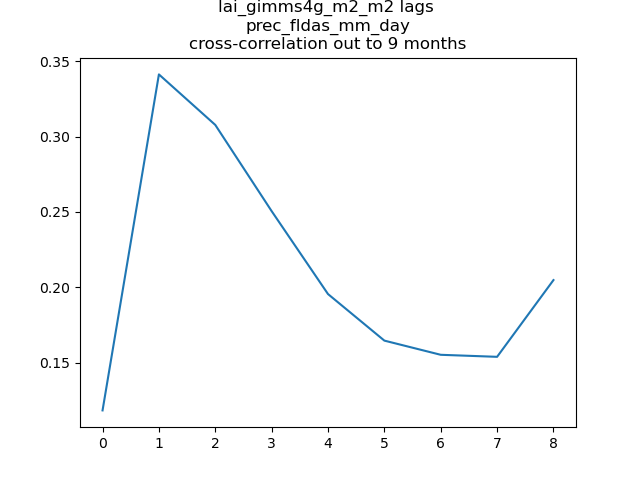 lai_gimms4g_m2_m2 lags
prec_fldas_mm_day
cross-correlation out to 9 months
0.35
0.30
0.25
0.20
0.15
0 1 2 3 4 5 6 7 8